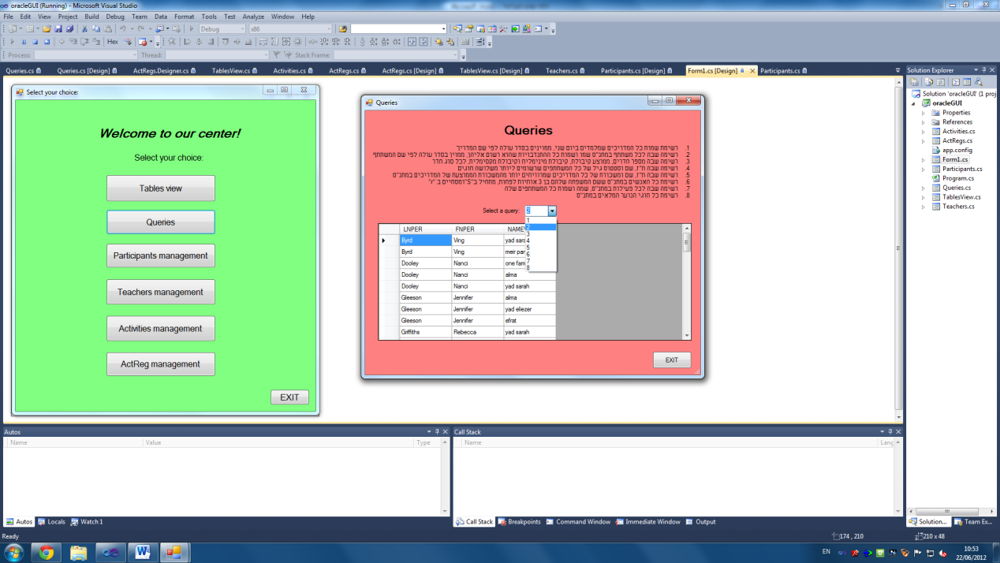 oracleGUI (Running) - Microsoft Visual Studio
File Edit View Project Build Debug Team Data Format Tools Test Analyze Window Help
Debug x86
Hex
Process: Thread: Stack Frame:
Queries.cs Queries.cs [Design] ActRegs.Designer.cs TablesView.cs Activities.cs ActRegs.cs ActRegs.cs [Design] TablesView.cs [Design] Teachers.cs Participants.cs [Design] Form1.cs [Design] Participants.cs
Select your choice:
Welcome to our center!
Select your choice:
Tables view
Queries
Participants management
Teachers management
Activities management
ActReg management
EXIT
Queries
Queries
1. רשימת שמות כל המדריכים שמלמדים ביום שני, ממוינים בסדר עולה לפי שם המדריך
2. רשימה שבה לכל משתתף במתנ"ס שמו ושמות כל ההתנדבויות שהוא רשום אליהן, ממוין בסדר עולה לפי שם המשתתף
3. רשימה שבה מספר חדרים, ממוצע קיבולת, קיבולת מינימלית וקיבולת מקסימלית, לכל סוג חדר
4. רשימה שבה ת"ז, שם וסטטוס גיל של כל המשתתפים שרשומים ליותר משלושה חוגים
5. רשימה שבה ת"ז, שם ומשכורת של כל המדריכים שמרוויחים יותר מהמשכורת הממוצעת של המדריכים במתנ"ס
6. רשימת כל האנשים במתנ"ס ששם המשפחה שלהם בן 3 אותיות לפחות, מתחיל ב"S" ומסתיים ב "r"
7. רשימה שבה לכל פעילות במתנ"ס, שמה ושמות כל המשתתפים שלה
8. רשימת כל חוגי הנוער המלאים במתנ"ס
Select a query: 2
1
2
3
4
5
6
7
8
LNPER FNPER
Byrd Ving
Byrd Ving
Dooley Nanci
Dooley Nanci alma
Dooley Nanci yad sarah
Gleeson Jennifer alma
Gleeson Jennifer yad eliezer
Gleeson Jennifer efrat
Griffiths Rebecca yad sarah
EXIT
Solution Explorer
Solution 'oracleGUI' (1 proj
oracleGUI
Properties
References
Activities.cs
ActRegs.cs
app.config
Form1.cs
Participants.cs
Program.cs
Queries.cs
TablesView.cs
Teachers.cs
Solution... Team Ex...
Autos
Name Value Type
Autos Locals Watch 1
Call Stack
Name Lang
Call Stack Breakpoints Command Window Immediate Window Output
Ready 174 , 210 210 x 48
EN 10:53
22/06/2012